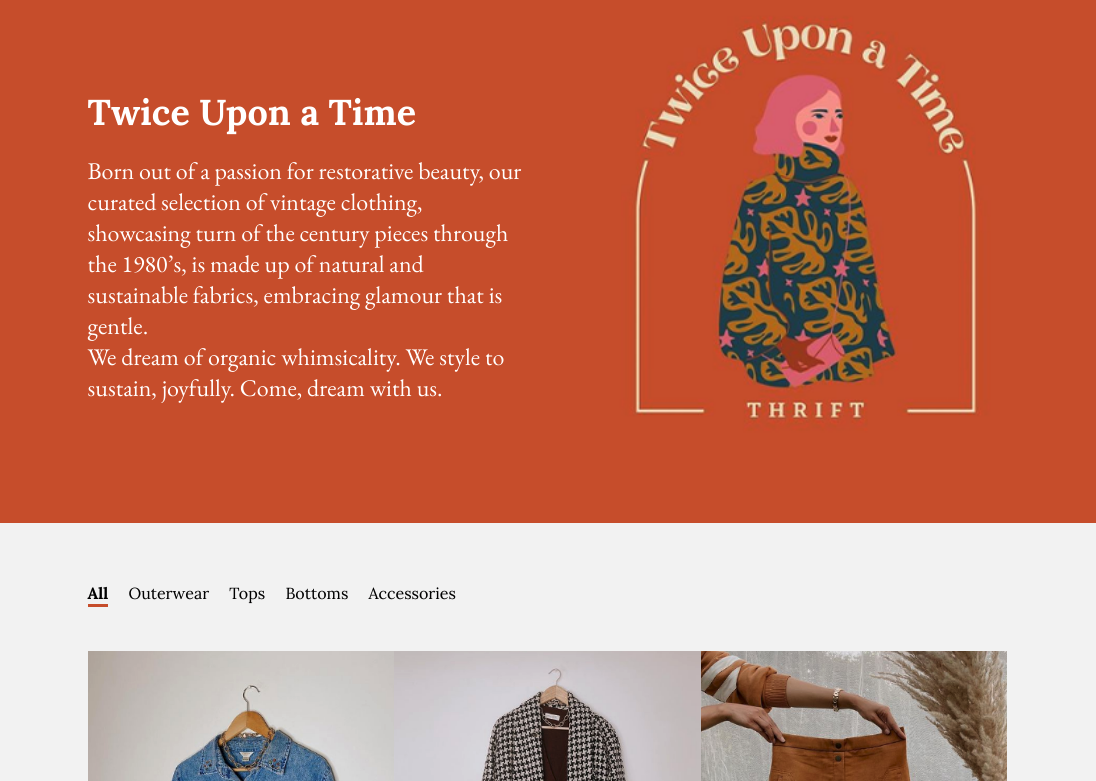 Twice Upon a Time
Born out of a passion for restorative beauty, our
curated selection of vintage clothing,
showcasing turn of the century pieces through
the 1980’s, is made up of natural and
sustainable fabrics, embracing glamour that is
gentle.
We dream of organic whimsicality. We style to
sustain, joyfully. Come, dream with us.
Twice Upon a Time
THRIFT
All Outerwear Tops Bottoms Accessories